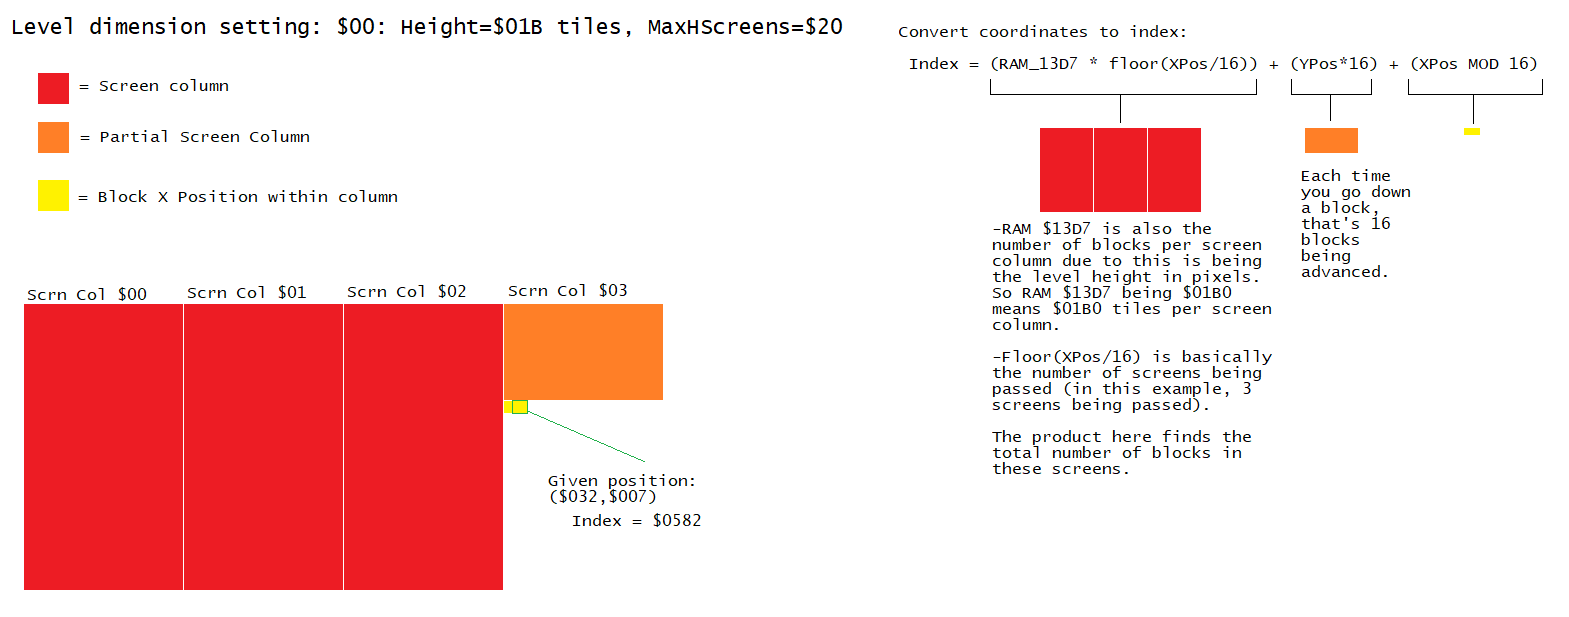 Level dimension setting: $00: Height=$01B tiles, MaxHScreens=$20
= Screen column
= Partial Screen Column
= Block X Position within column
Scrn Col $00
Scrn Col $01
Scrn Col $02
Scrn Col $03
Given position:
($032,$007)
Index = $0582
Convert coordinates to index:
Index = (RAM_13D7 * floor(XPos/16)) + (YPos*16) + (XPos MOD 16)
-RAM $13D7 is also the
number of blocks per screen
column due to this is being
the level height in pixels.
So RAM $13D7 being $01B0
means $01B0 tiles per screen
column.
-Floor(XPos/16) is basically
the number of screens being
passed (in this example, 3
screens being passed).
The product here finds the
total number of blocks in
these screens.
Each time
you go down
a block,
that's 16
blocks
being
advanced.